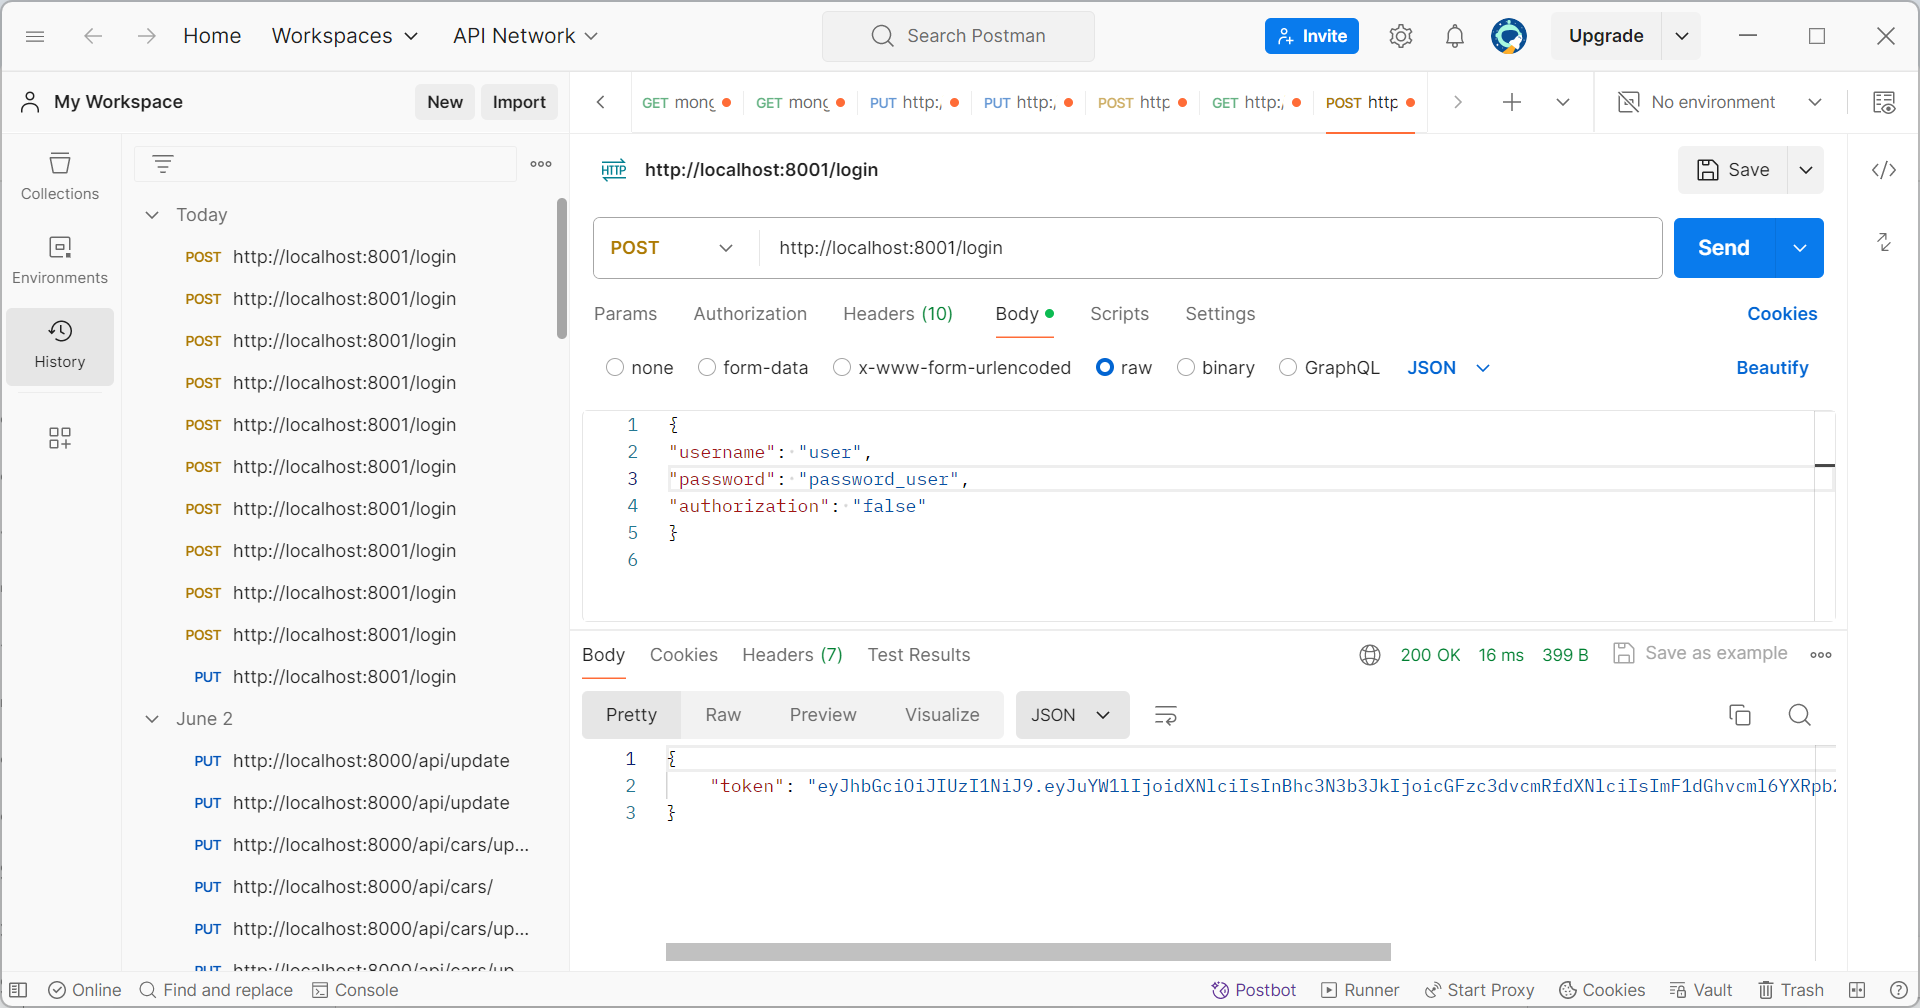 Home Workspaces API Network Search Postman Invite Upgrade
My Workspace New Import GET mong GET mong PUT http:/ PUT http:/ POST http GET http:/ POST http No environment
Collections
Environments
History
Today
POST http://localhost:8001/login
POST http://localhost:8001/login
POST http://localhost:8001/login
POST http://localhost:8001/login
POST http://localhost:8001/login
POST http://localhost:8001/login
POST http://localhost:8001/login
POST http://localhost:8001/login
POST http://localhost:8001/login
POST http://localhost:8001/login
PUT http://localhost:8001/login
June 2
PUT http://localhost:8000/api/update
PUT http://localhost:8000/api/update
PUT http://localhost:8000/api/cars/up...
PUT http://localhost:8000/api/cars/
PUT http://localhost:8000/api/cars/up...
PUT http://localhost:8000/api/cars/up
HTTP http://localhost:8001/login Save
POST http://localhost:8001/login Send
Params Authorization Headers (10) Body Scripts Settings Cookies
none form-data x-www-form-urlencoded raw binary GraphQL JSON Beautify
1 {
2 "username": "user",
3 "password": "password_user",
4 "authorization": "false"
5 }
6
Body Cookies Headers (7) Test Results 200 OK 16 ms 399 B Save as example
Pretty Raw Preview Visualize JSON
1 {
2 "token": "eyJhbGciOiJIUzI1NiJ9.eyJuYW1lIjoidXNlciIsInBhc3N3b3JkIjoicGFzc3dvcmRfdXNlciIsImF1dGhvcml6YXRpb2
3 }
Online Find and replace Console Postbot Runner Start Proxy Cookies Vault Trash